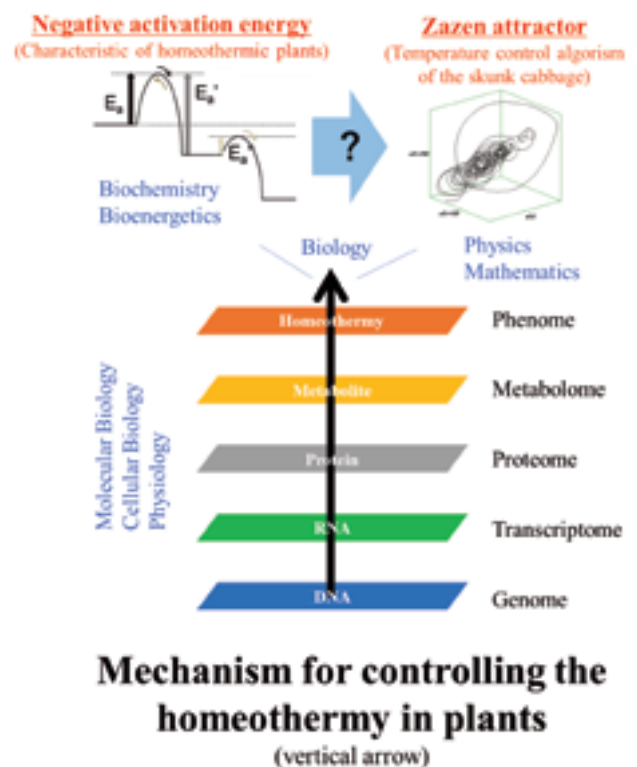 Negative activation energy
(Characteristic of homeothermic plants)
Zazen attractor
(Temperature control algorism
of the skunk cabbage)
Ea
Ea'
Ea"
?
Biochemistry
Bioenergetics
Biology
Physics
Mathematics
Molecular Biology
Cellular Biology
Physiology
Homeothermy
Phenome
Metabolite
Metabolome
Protein
Proteome
RNA
Transcriptome
DNA
Genome
Mechanism for controlling the
homeothermy in plants
(vertical arrow)